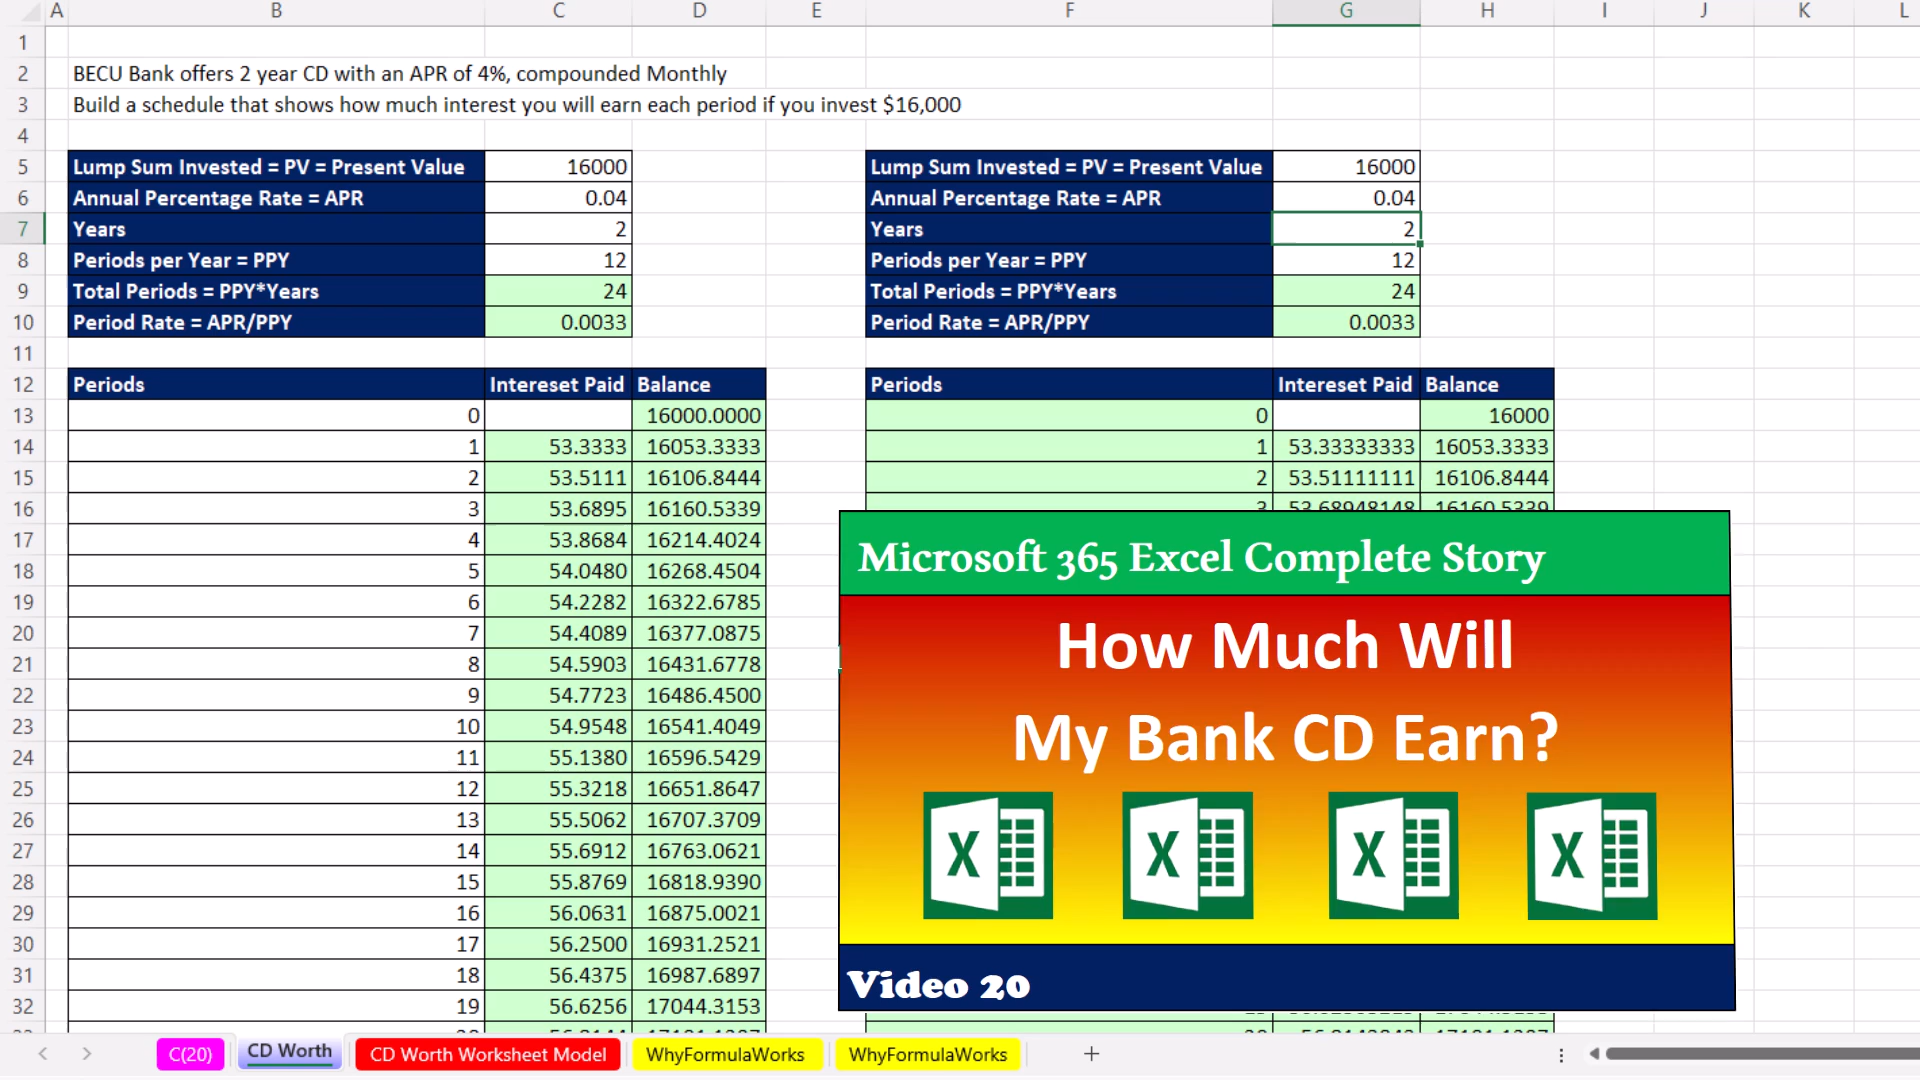 A B C D E F G H I J K L
1
2 BECU Bank offers 2 year CD with an APR of 4%, compounded Monthly
3 Build a schedule that shows how much interest you will earn each period if you invest $16,000
4
5 Lump Sum Invested = PV = Present Value 16000 Lump Sum Invested = PV = Present Value 16000
6 Annual Percentage Rate = APR 0.04 Annual Percentage Rate = APR 0.04
7 Years 2 Years 2
8 Periods per Year = PPY 12 Periods per Year = PPY 12
9 Total Periods = PPY*Years 24 Total Periods = PPY*Years 24
10 Period Rate = APR/PPY 0.0033 Period Rate = APR/PPY 0.0033
11
12 Periods Intereset Paid Balance Periods Intereset Paid Balance
13 0 16000.0000 0 16000
14 1 53.3333 16053.3333 1 53.33333333 16053.3333
15 2 53.5111 16106.8444 2 53.51111111 16106.8444
16 3 53.6895 16160.5339 3 53.68948148 16160.5339
17 4 53.8684 16214.4024
18 5 54.0480 16268.4504
19 6 54.2282 16322.6785
20 7 54.4089 16377.0875
21 8 54.5903 16431.6778
22 9 54.7723 16486.4500
23 10 54.9548 16541.4049
24 11 55.1380 16596.5429
25 12 55.3218 16651.8647
26 13 55.5062 16707.3709
27 14 55.6912 16763.0621
28 15 55.8769 16818.9390
29 16 56.0631 16875.0021
30 17 56.2500 16931.2521
31 18 56.4375 16987.6897
32 19 56.6256 17044.3153
Microsoft 365 Excel Complete Story
How Much Will
My Bank CD Earn?
X X X X
Video 20
C(20) CD Worth CD Worth Worksheet Model WhyFormulaWorks WhyFormulaWorks